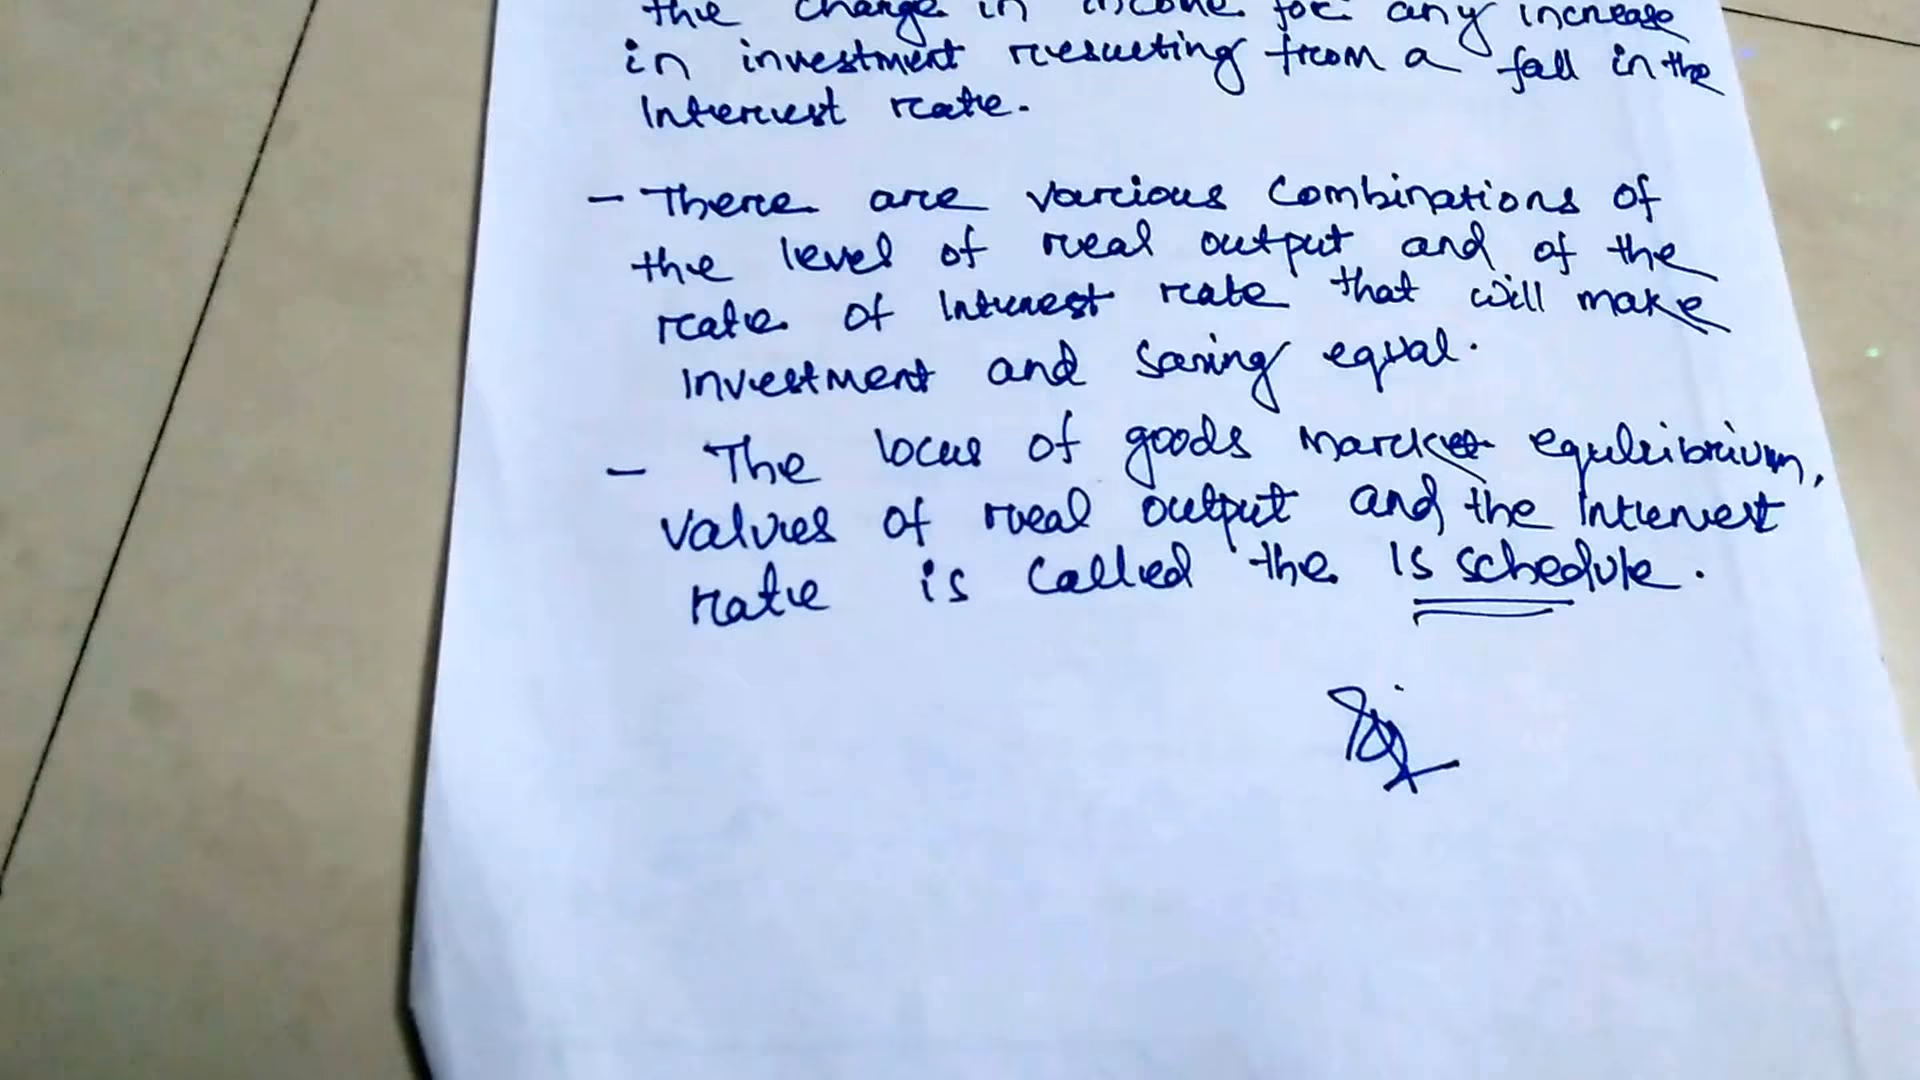 the change in income for any increase
in investment resulting from a fall in the
Interest rate.
- There are various combinations of
the level of real output and of the
rate of Interest rate that will make
investment and saving equal.
- The locus of goods market equilibrium,
values of real output and the Interest
rate is called the IS schedule.